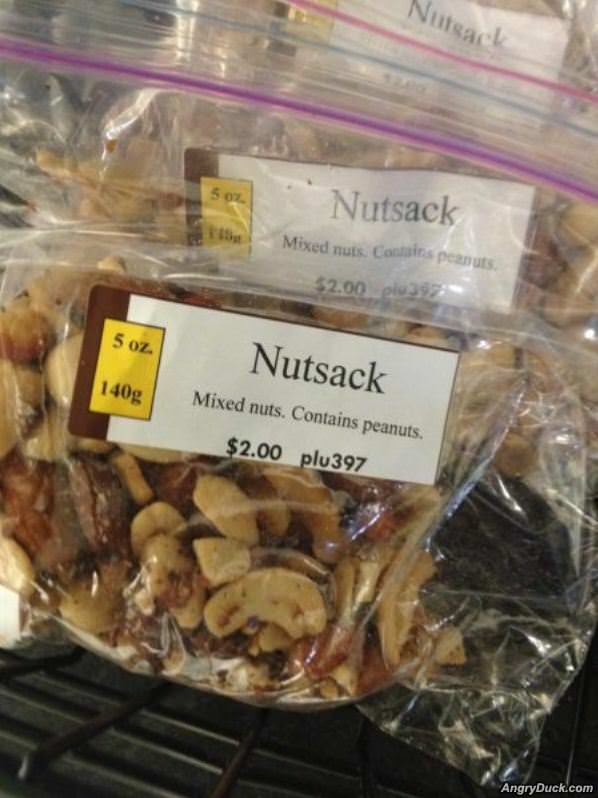 Nutsack
5 oz.
Nutsack
Mixed nuts. Contains peanuts.
$2.00 plu397
5 oz.
140g
Nutsack
Mixed nuts. Contains peanuts.
$2.00 plu397
AngryDuck.com